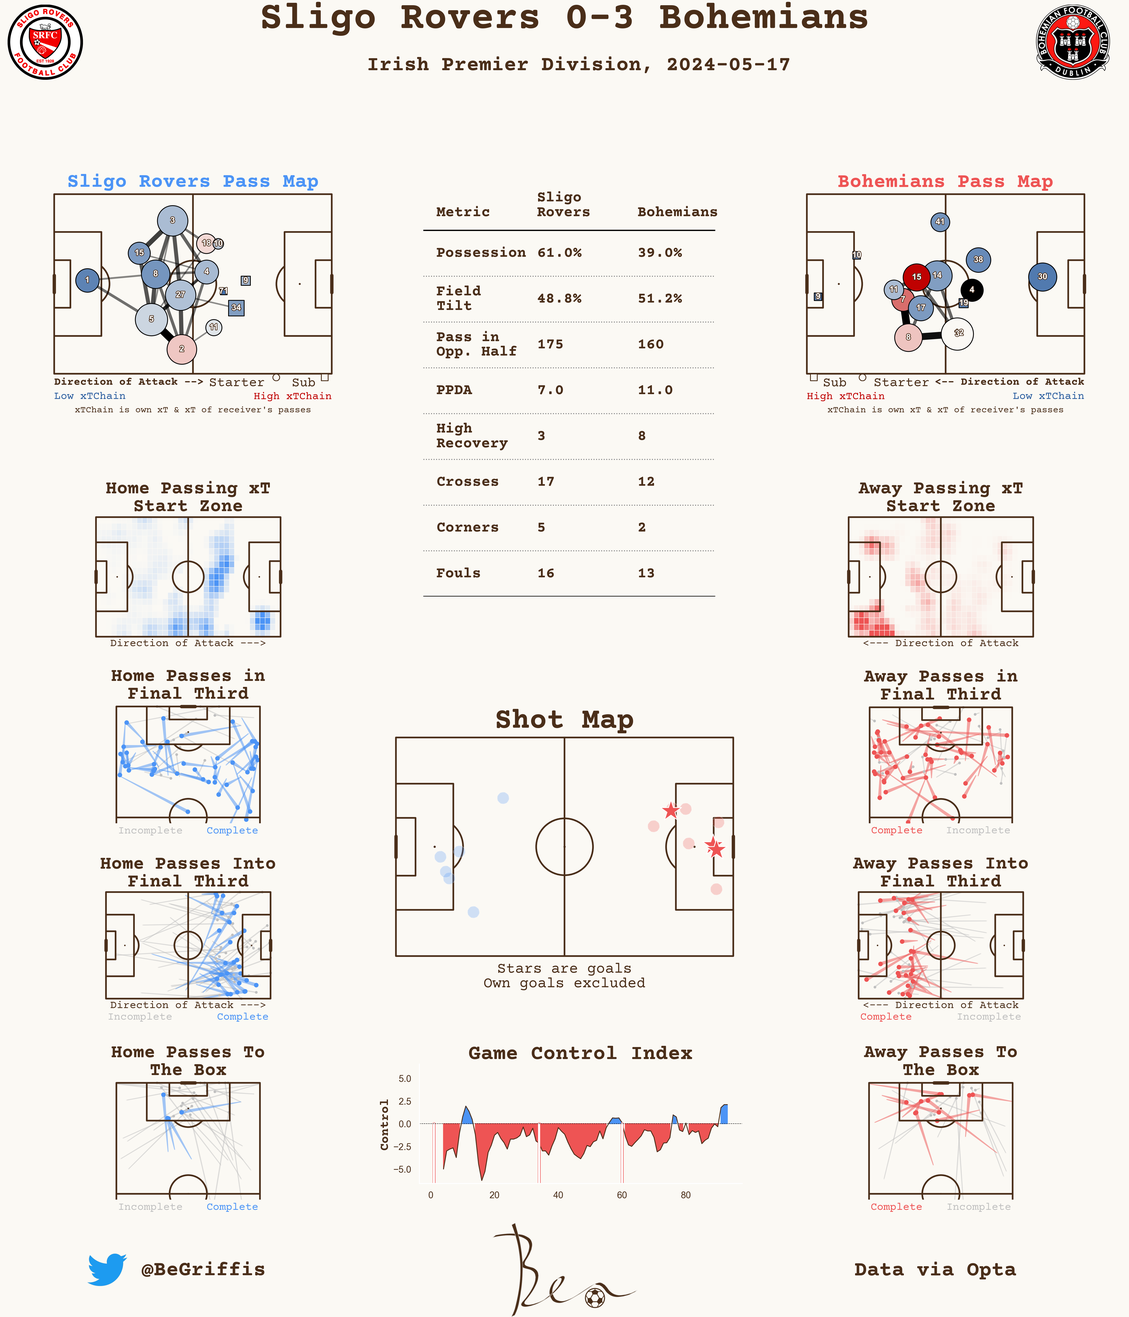 Sligo Rovers 0-3 Bohemians
Irish Premier Division, 2024-05-17
SLIGO ROVERS
SRFC
FOOTBALL CLUB
BOHEMIAN FOOTBALL CLUB
DUBLIN
Sligo Rovers Pass Map
3
15
18
10
1
8
4
9
71
27
34
5
11
2
Direction of Attack --> Starter Sub
Low xTChain High xTChain
xTChain is own xT & xT of receiver's passes
Metric Sligo Rovers Bohemians
Possession 61.0% 39.0%
Field Tilt 48.8% 51.2%
Pass in Opp. Half 175 160
PPDA 7.0 11.0
High Recovery 3 8
Crosses 17 12
Corners 5 2
Fouls 16 13
Bohemians Pass Map
41
10
38
15
14
30
11
4
9
7
17
8
32
Sub Starter <-- Direction of Attack
High xTChain Low xTChain
xTChain is own xT & xT of receiver's passes
Home Passing xT
Start Zone
Direction of Attack --->
Away Passing xT
Start Zone
<--- Direction of Attack
Home Passes in
Final Third
Incomplete Complete
Away Passes in
Final Third
Complete Incomplete
Shot Map
Stars are goals
Own goals excluded
Home Passes Into
Final Third
Direction of Attack --->
Incomplete Complete
Away Passes Into
Final Third
<--- Direction of Attack
Complete Incomplete
Home Passes To
The Box
Incomplete Complete
Game Control Index
Control
5.0
2.5
0.0
−2.5
−5.0
0 20 40 60 80
Away Passes To
The Box
Complete Incomplete
@BeGriffis
Ben
Data via Opta